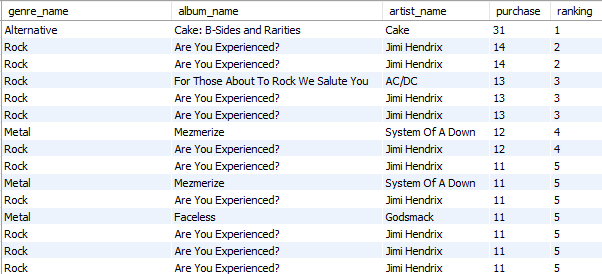 genre_name album_name artist_name purchase ranking
Alternative Cake: B-Sides and Rarities Cake 31 1
Rock Are You Experienced? Jimi Hendrix 14 2
Rock Are You Experienced? Jimi Hendrix 14 2
Rock For Those About To Rock We Salute You AC/DC 13 3
Rock Are You Experienced? Jimi Hendrix 13 3
Rock Are You Experienced? Jimi Hendrix 13 3
Metal Mezmerize System Of A Down 12 4
Rock Are You Experienced? Jimi Hendrix 12 4
Rock Are You Experienced? Jimi Hendrix 11 5
Metal Mezmerize System Of A Down 11 5
Rock Are You Experienced? Jimi Hendrix 11 5
Metal Faceless Godsmack 11 5
Rock Are You Experienced? Jimi Hendrix 11 5
Rock Are You Experienced? Jimi Hendrix 11 5
Rock Are You Experienced? Jimi Hendrix 11 5